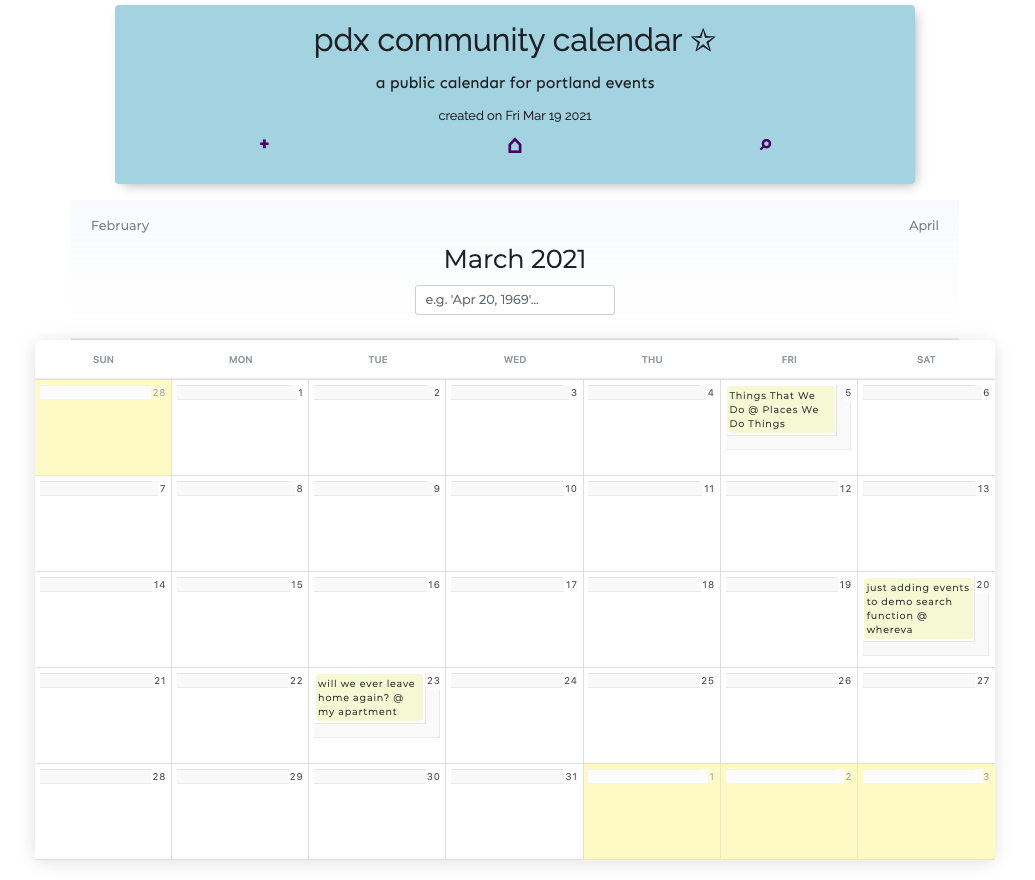 pdx community calendar ☆
a public calendar for portland events
created on Fri Mar 19 2021
+
February April
March 2021
e.g. 'Apr 20, 1969'...
SUN MON TUE WED THU FRI SAT
28 1 2 3 4 5 6
Things That We
Do @ Places We
Do Things
7 8 9 10 11 12 13
14 15 16 17 18 19 20
just adding events
to demo search
function @
whereva
21 22 23 24 25 26 27
will we ever leave
home again? @
my apartment
28 29 30 31 1 2 3